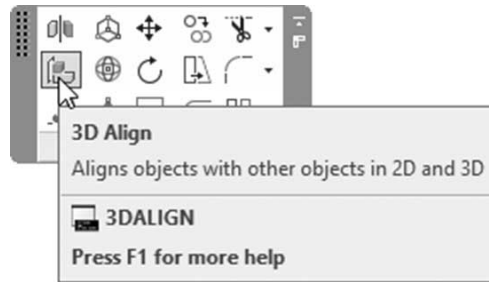 3D Align
Aligns objects with other objects in 2D and 3D
3DALIGN
Press F1 for more help